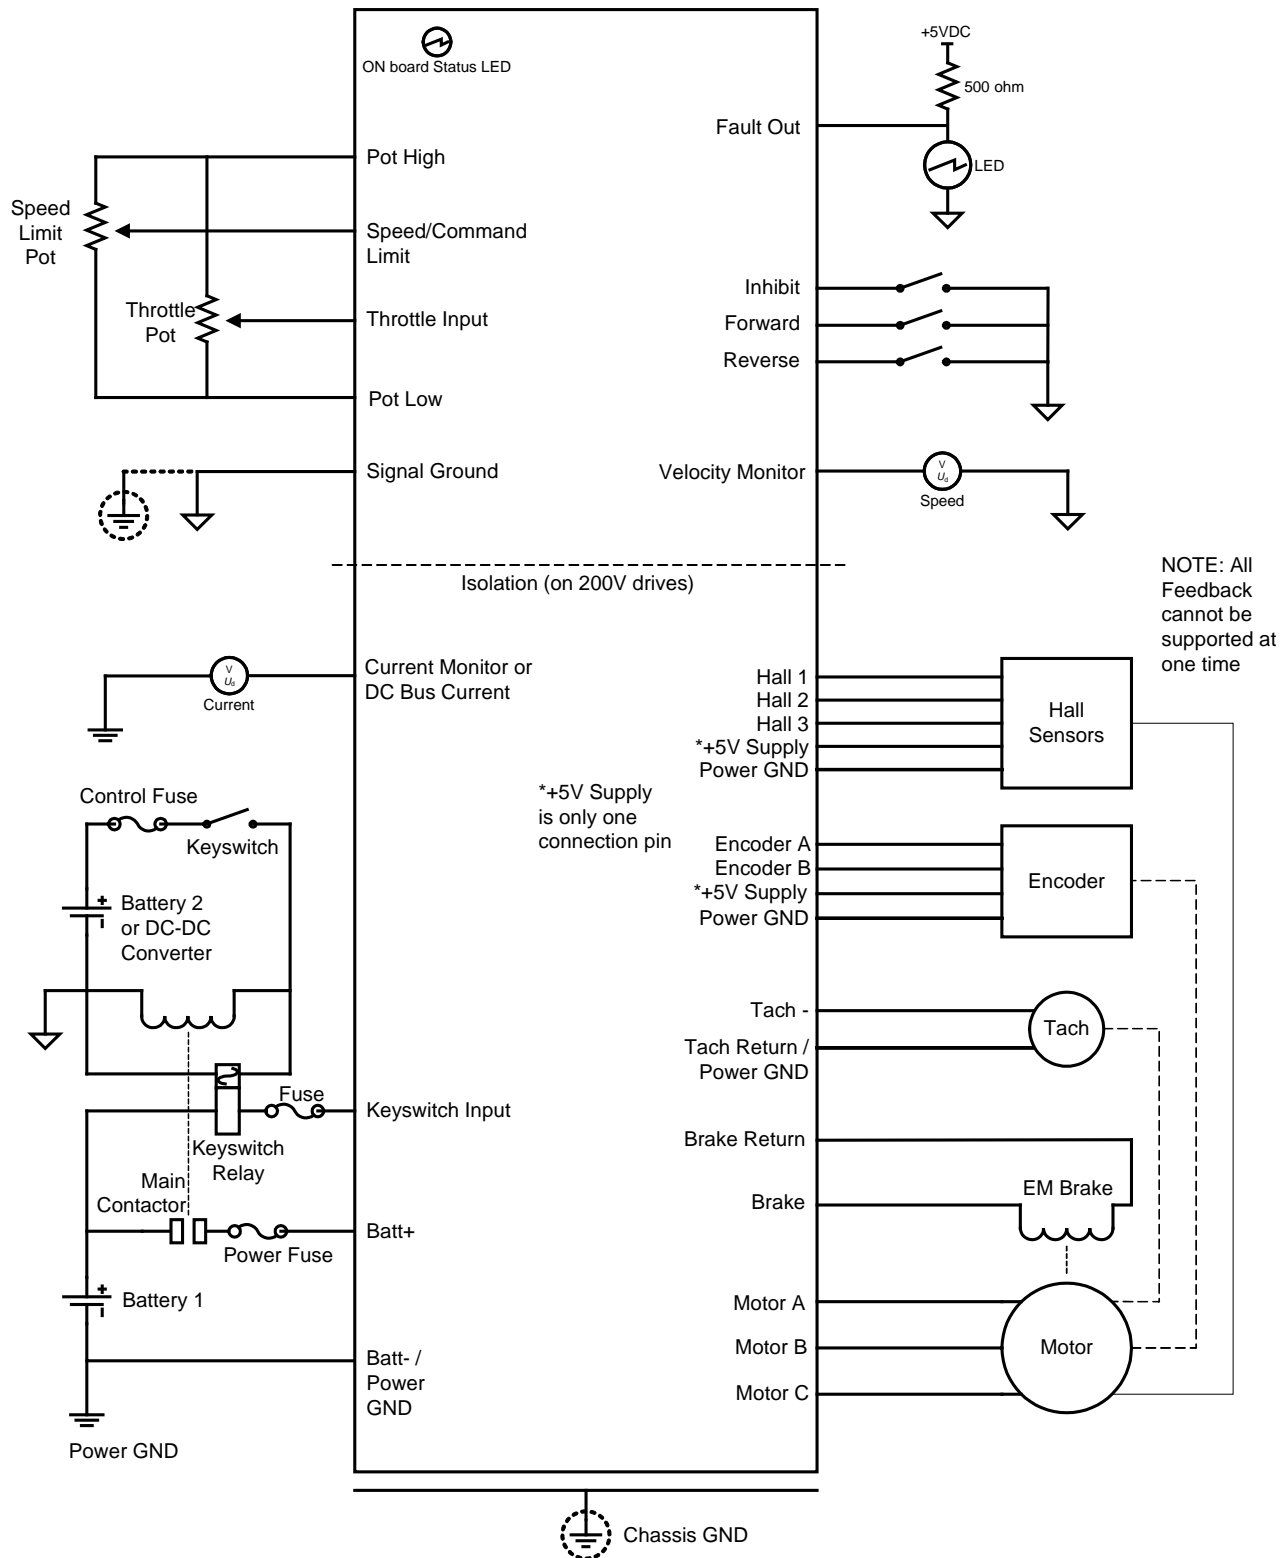 ON board Status LED
+5VDC
500 ohm
Fault Out
LED
Pot High
Speed
Limit
Pot
Speed/Command
Limit
Throttle
Pot
Throttle Input
Pot Low
Inhibit
Forward
Reverse
Signal Ground
Velocity Monitor
V
Ud
Speed
Isolation (on 200V drives)
NOTE: All
Feedback
cannot be
supported at
one time
Current Monitor or
DC Bus Current
V
Ud
Current
Hall 1
Hall 2
Hall 3
*+5V Supply
Power GND
Hall
Sensors
*+5V Supply
is only one
connection pin
Control Fuse
Keyswitch
Encoder A
Encoder B
*+5V Supply
Power GND
Encoder
+
Battery 2
or DC-DC
Converter
Tach -
Tach Return /
Power GND
Tach
Fuse
Keyswitch Input
Keyswitch
Relay
Brake Return
Brake
EM Brake
Main
Contactor
Batt+
Power Fuse
+
Battery 1
Motor A
Motor B
Motor C
Motor
Batt- /
Power
GND
Power GND
Chassis GND